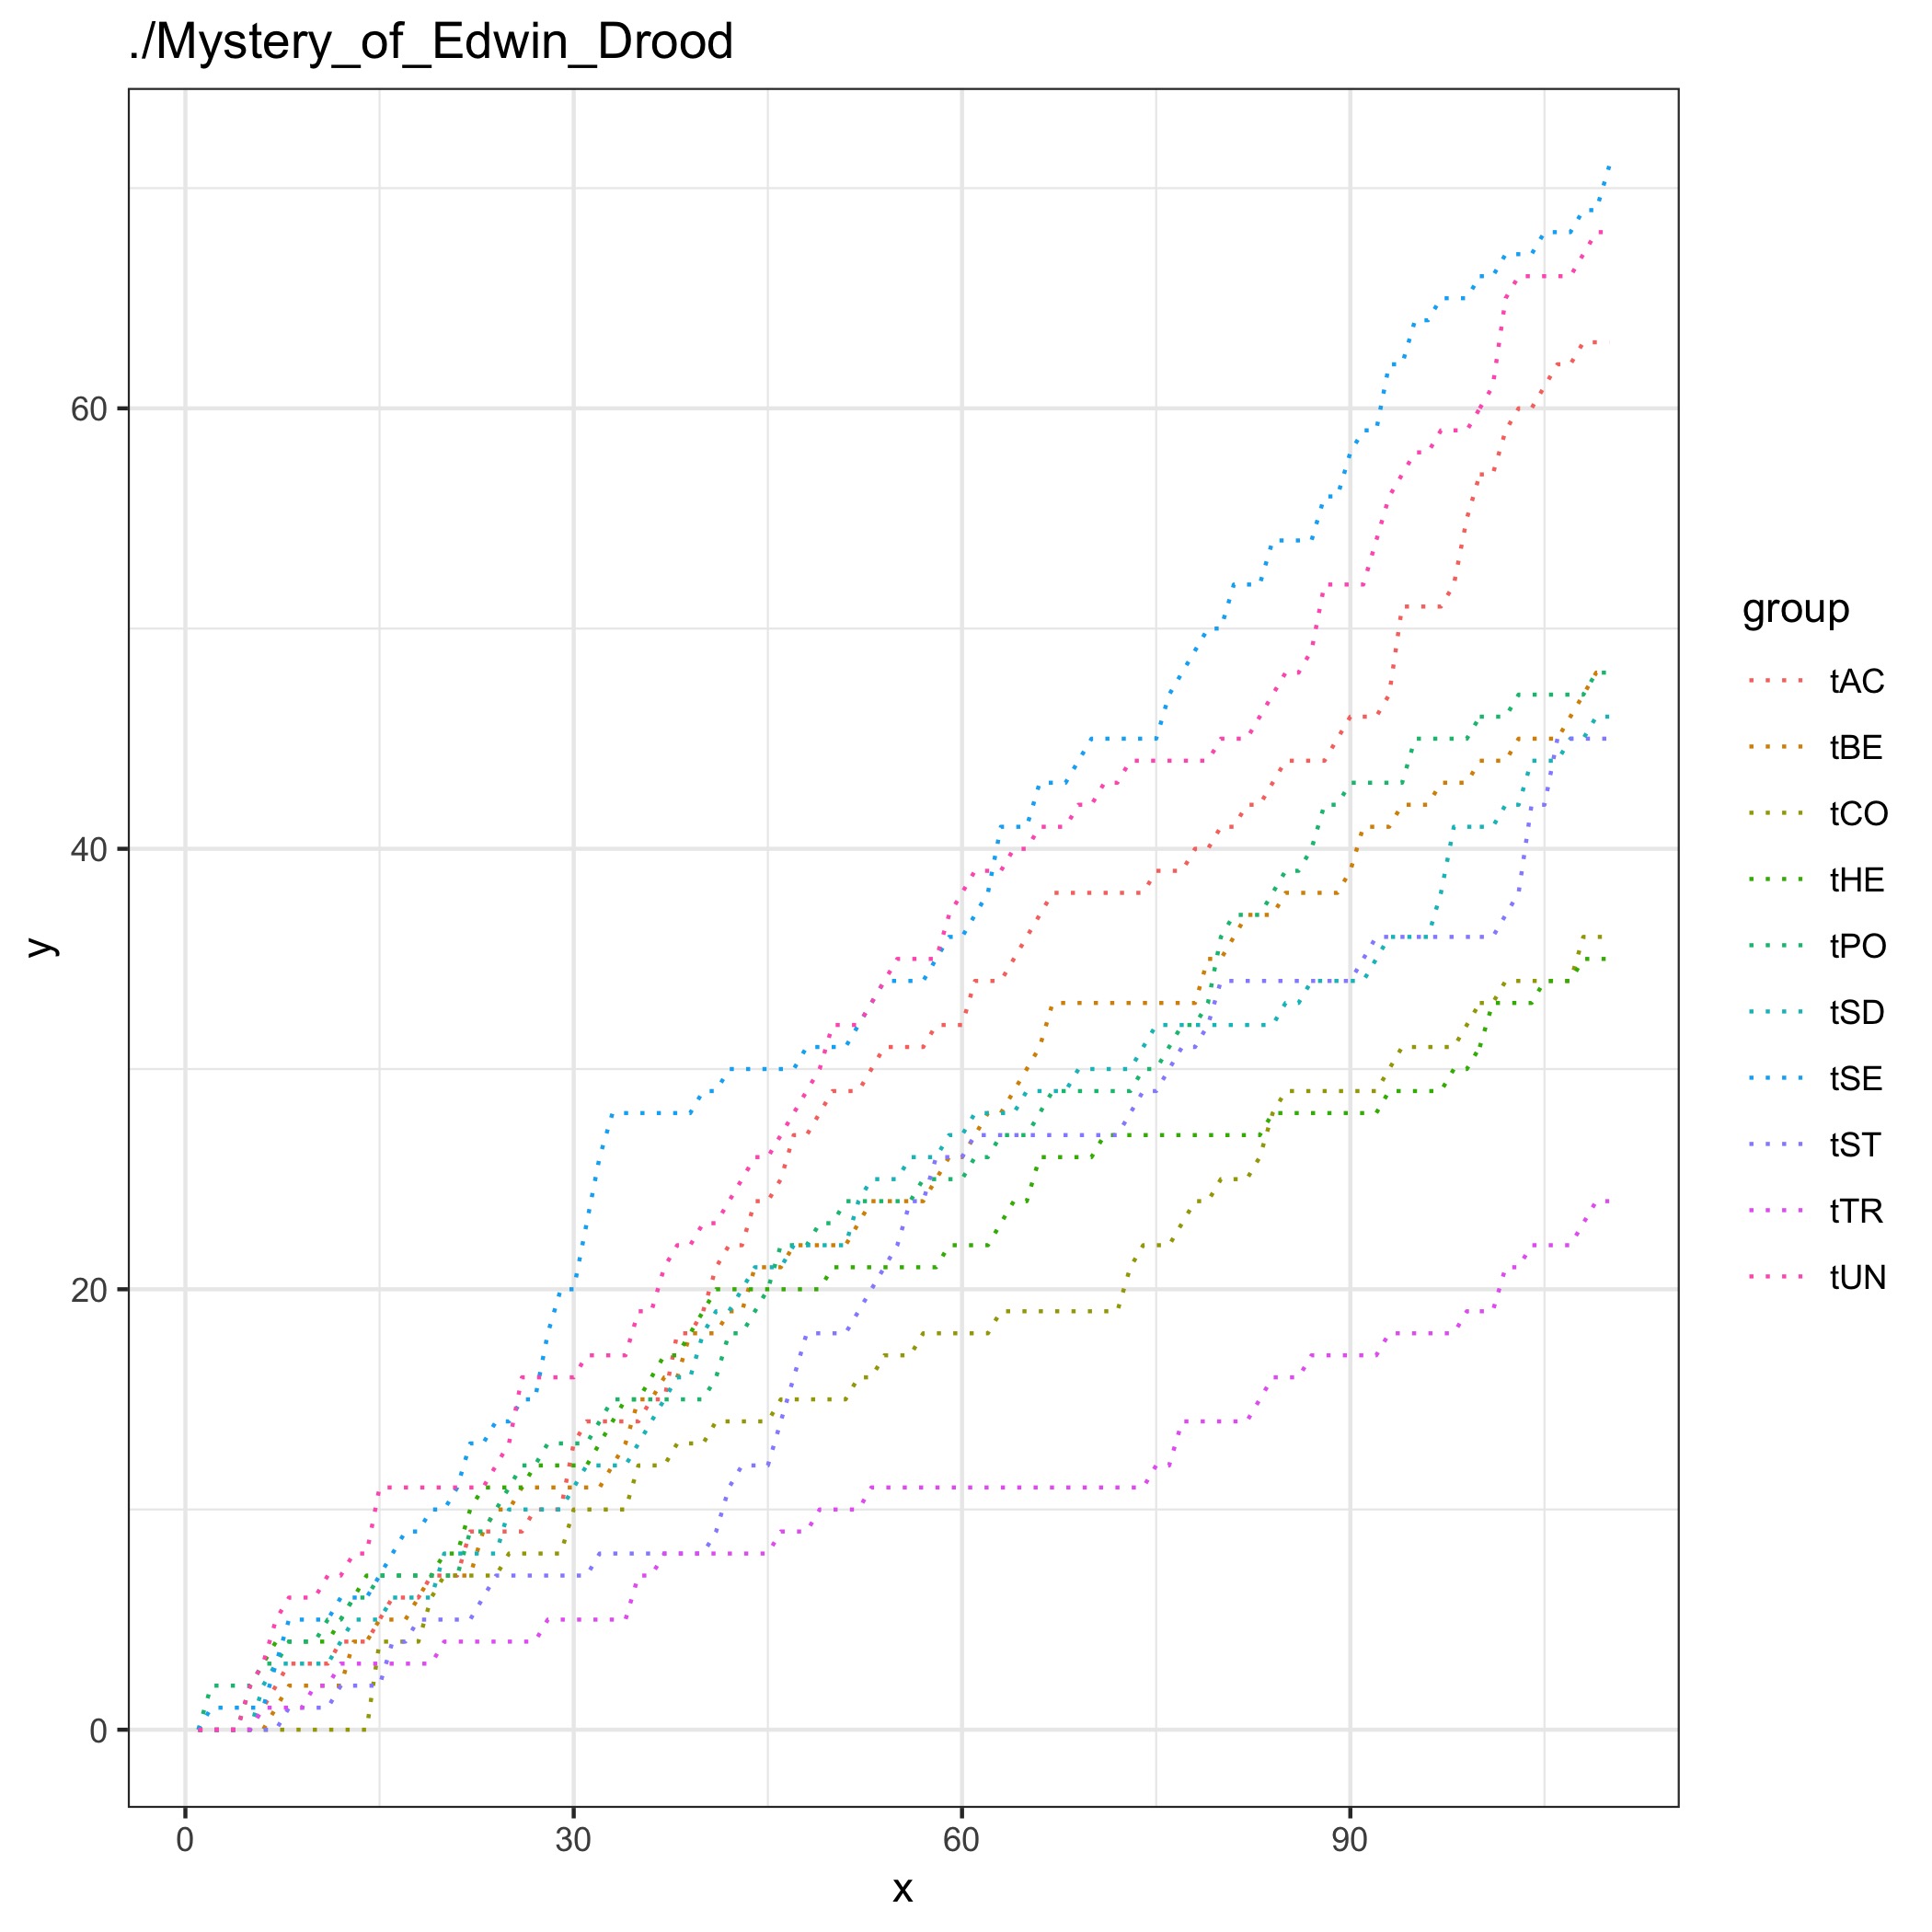 ./Mystery_of_Edwin_Drood
60
40
20
0
y
0 30 60 90
x
group
tAC
tBE
tCO
tHE
tPO
tSD
tSE
tST
tTR
tUN